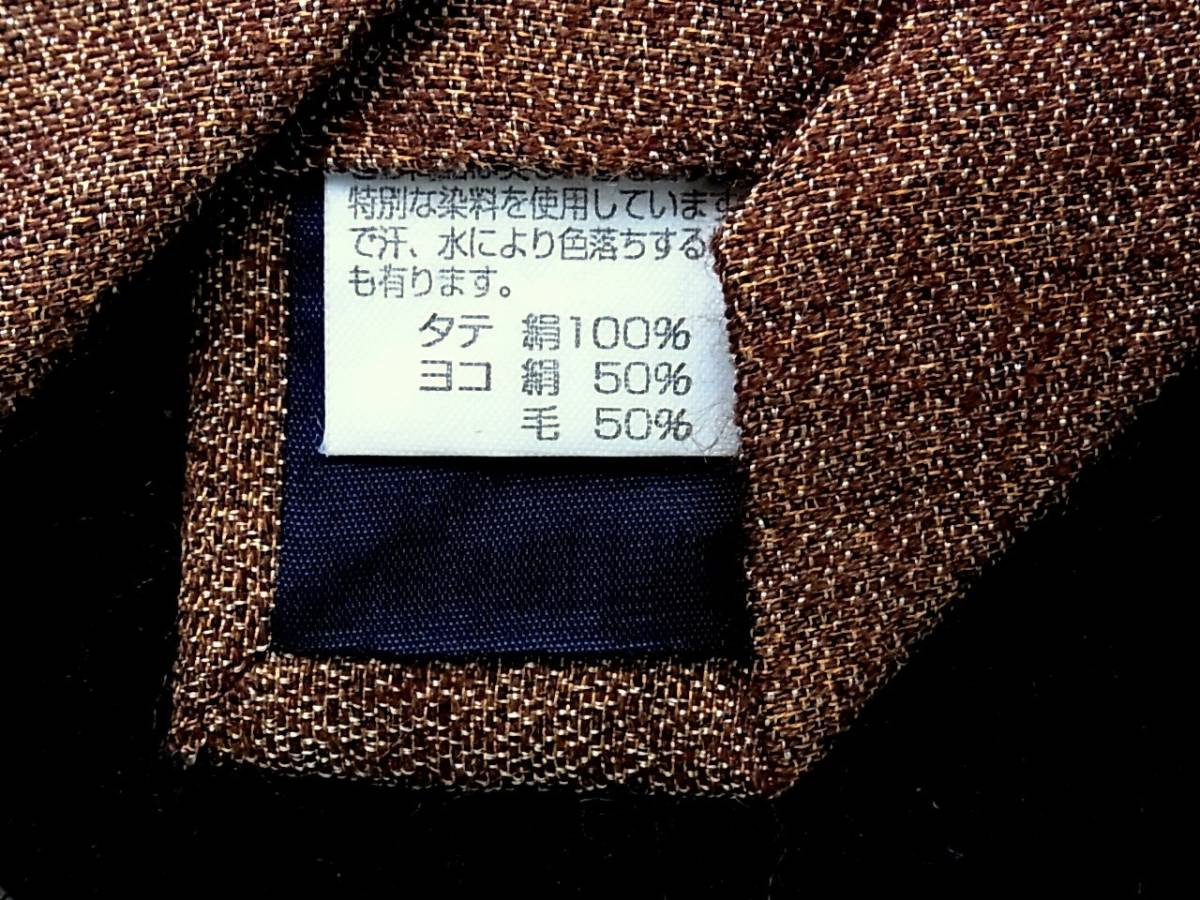 特別な染料を使用しています
で汗、水により色落ちする
も有ります。
タテ 絹100%
ヨコ 絹 50%
毛 50%